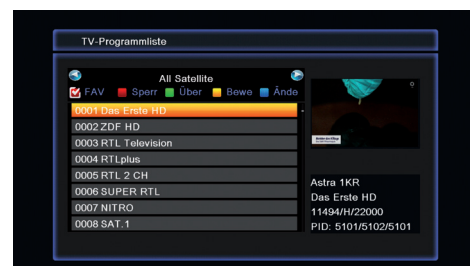 TV-Programmliste
All Satellite
FAV Sperr Über Bewe Ände
0001 Das Erste HD
0002 ZDF HD
0003 RTL Television
0004 RTLplus
0005 RTL 2 CH
0006 SUPER RTL
0007 NITRO
0008 SAT.1
Astra 1KR
Das Erste HD
11494/H/22000
PID: 5101/5102/5101